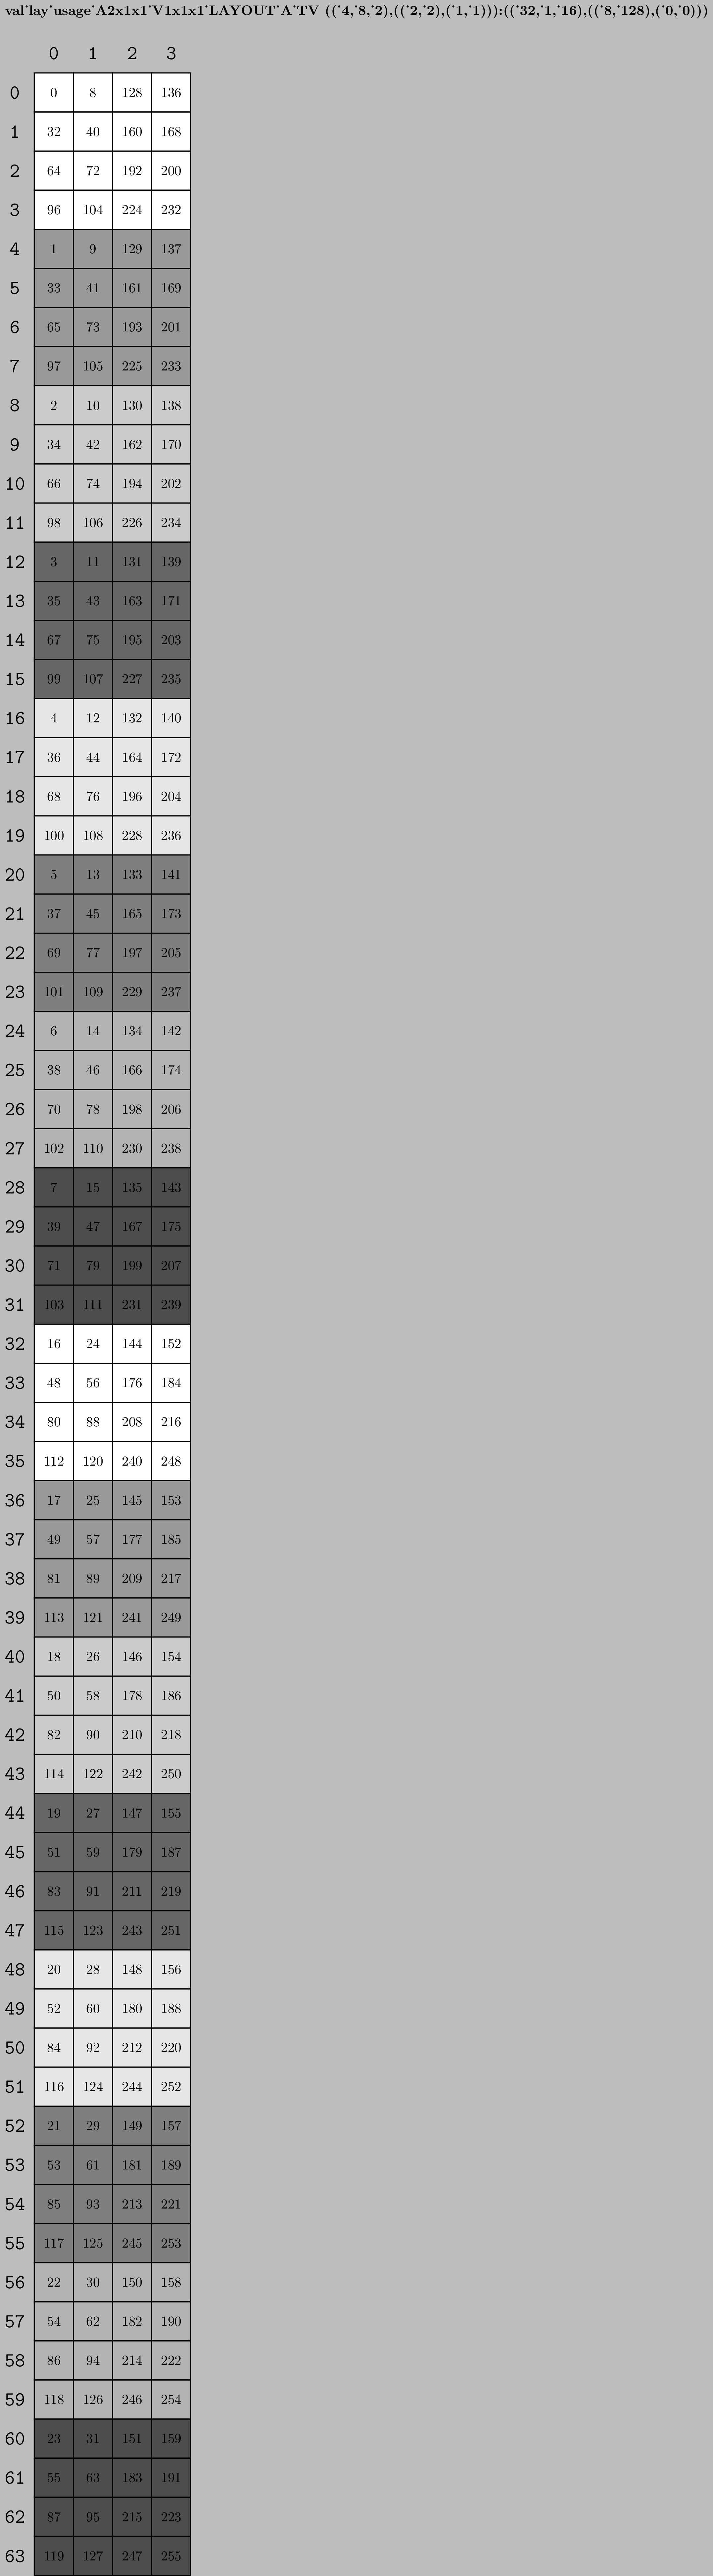 val˙lay˙usage˙A2x1x1˙V1x1x1˙LAYOUT˙A˙TV ((˙4,˙8,˙2),((˙2,˙2),(˙1,˙1))):((˙32,˙1,˙16),((˙8,˙128),(˙0,˙0)))
0 1 2 3
0 0 8 128 136
1 32 40 160 168
2 64 72 192 200
3 96 104 224 232
4 1 9 129 137
5 33 41 161 169
6 65 73 193 201
7 97 105 225 233
8 2 10 130 138
9 34 42 162 170
10 66 74 194 202
11 98 106 226 234
12 3 11 131 139
13 35 43 163 171
14 67 75 195 203
15 99 107 227 235
16 4 12 132 140
17 36 44 164 172
18 68 76 196 204
19 100 108 228 236
20 5 13 133 141
21 37 45 165 173
22 69 77 197 205
23 101 109 229 237
24 6 14 134 142
25 38 46 166 174
26 70 78 198 206
27 102 110 230 238
28 7 15 135 143
29 39 47 167 175
30 71 79 199 207
31 103 111 231 239
32 16 24 144 152
33 48 56 176 184
34 80 88 208 216
35 112 120 240 248
36 17 25 145 153
37 49 57 177 185
38 81 89 209 217
39 113 121 241 249
40 18 26 146 154
41 50 58 178 186
42 82 90 210 218
43 114 122 242 250
44 19 27 147 155
45 51 59 179 187
46 83 91 211 219
47 115 123 243 251
48 20 28 148 156
49 52 60 180 188
50 84 92 212 220
51 116 124 244 252
52 21 29 149 157
53 53 61 181 189
54 85 93 213 221
55 117 125 245 253
56 22 30 150 158
57 54 62 182 190
58 86 94 214 222
59 118 126 246 254
60 23 31 151 159
61 55 63 183 191
62 87 95 215 223
63 119 127 247 255